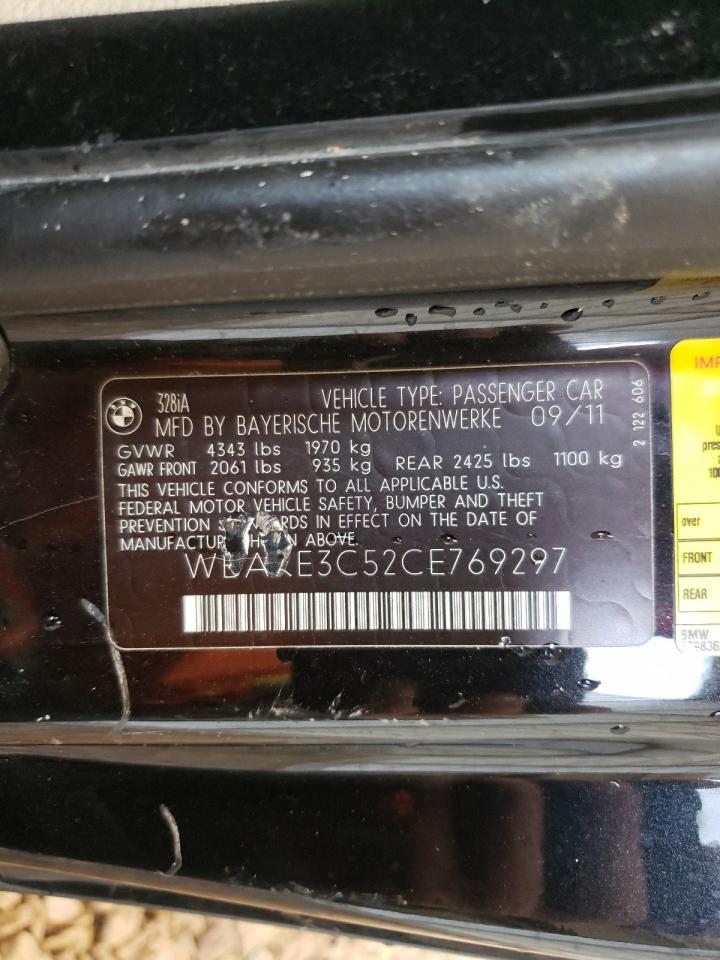 328iA VEHICLE TYPE: PASSENGER CAR
MFD BY BAYERISCHE MOTORENWERKE 09/11
GVWR 4343 lbs 1970 kg
GAWR FRONT 2061 lbs 935 kg REAR 2425 lbs 1100 kg
THIS VEHICLE CONFORMS TO ALL APPLICABLE U.S.
FEDERAL MOTOR VEHICLE SAFETY, BUMPER AND THEFT
PREVENTION IN EFFECT ON THE DATE OF
ABOVE.
WBAKE3C52CE769297
2 122 606
IMP
over
FRONT
REAR
BMW